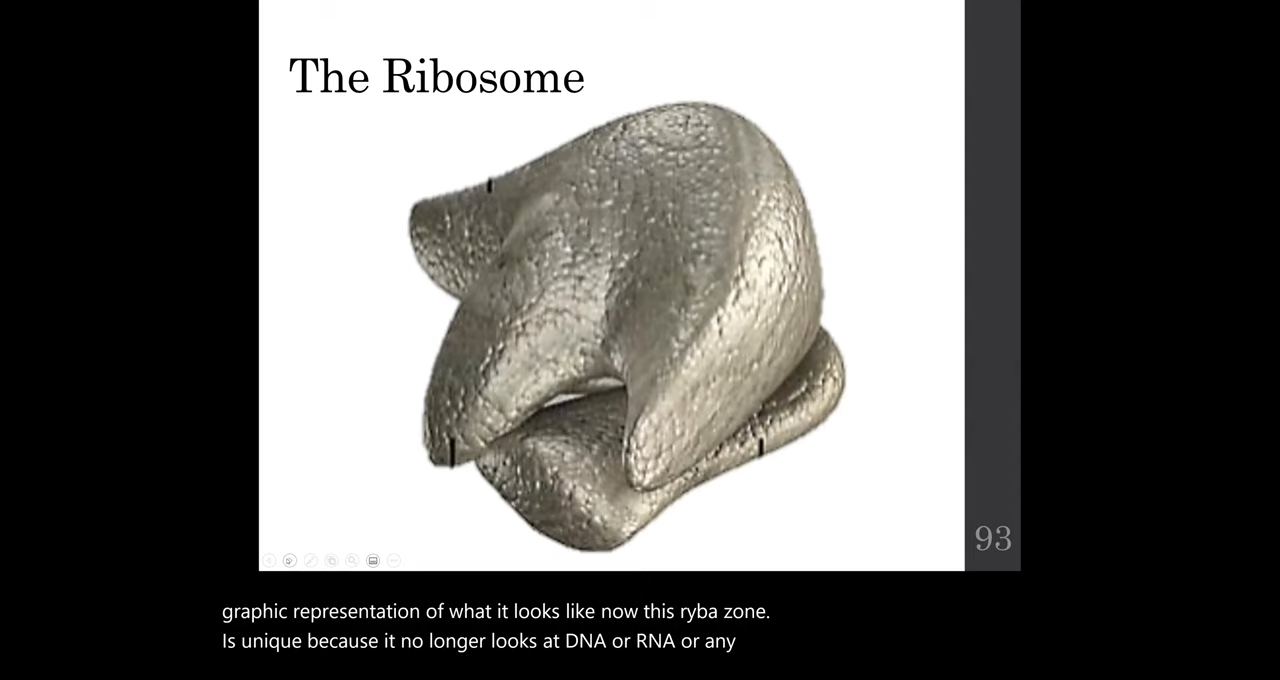 The Ribosome
93
graphic representation of what it looks like now this ryba zone.
Is unique because it no longer looks at DNA or RNA or any